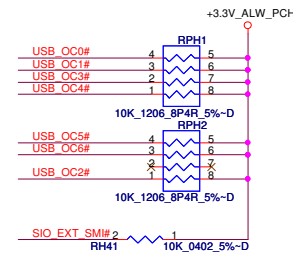 +3.3V_ALW_PCH
RPH1
USB_OC0# 4 5
USB_OC1# 3 6
USB_OC3# 2 7
USB_OC4# 1 8
10K_1206_8P4R_5%~D
RPH2
USB_OC5# 4 5
USB_OC6# 3 6
2 7
USB_OC2# 1 8
10K_1206_8P4R_5%~D
SIO_EXT_SMI# 2 1
RH41 10K_0402_5%~D